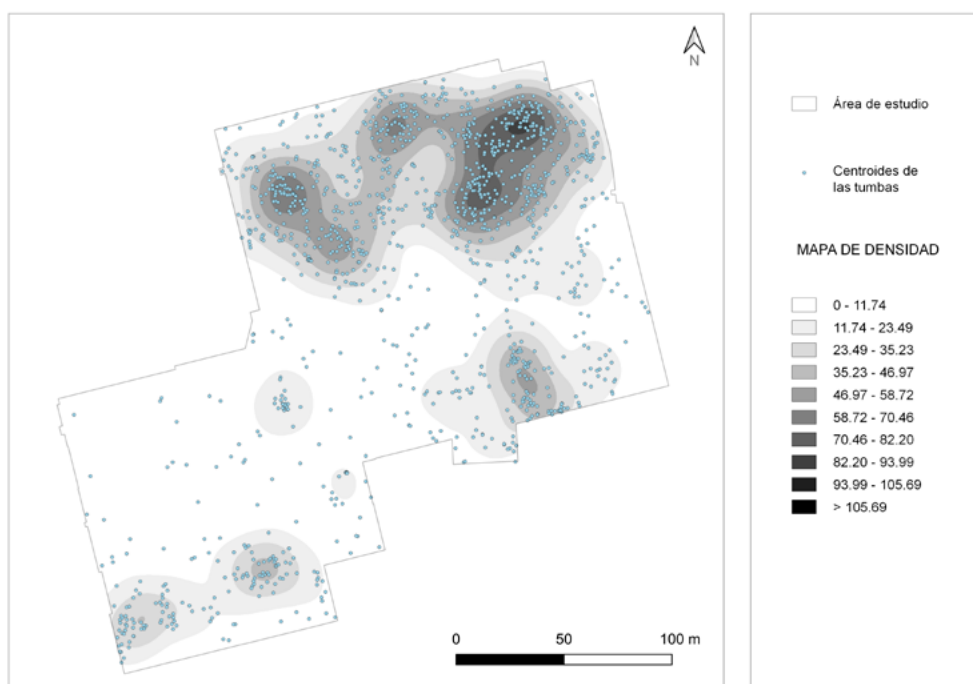 N
0
50
100 m
Área de estudio
Centroides de
las tumbas
MAPA DE DENSIDAD
0 - 11.74
11.74 - 23.49
23.49 - 35.23
35.23 - 46.97
46.97 - 58.72
58.72 - 70.46
70.46 - 82.20
82.20 - 93.99
93.99 - 105.69
> 105.69